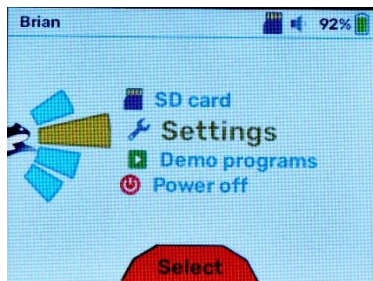 Brian 92%
SD card
Settings
Demo programs
Power off
Select